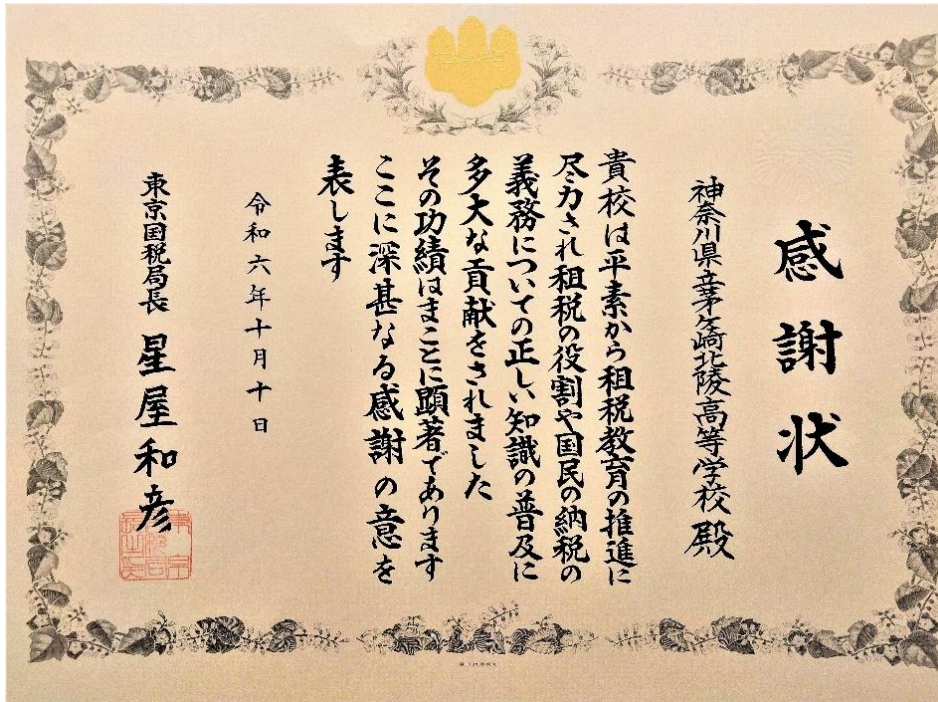 感謝状
神奈川県立茅ケ崎北陵高等学校 殿
貴校は平素から租税教育の推進に
尽力され租税の役割や国民の納税の
義務についての正しい知識の普及に
多大な貢献をされました
その功績はまことに顕著であります
ここに深甚なる感謝の意を
表します
令和六年十月十日
東京国税局長 星屋和彦